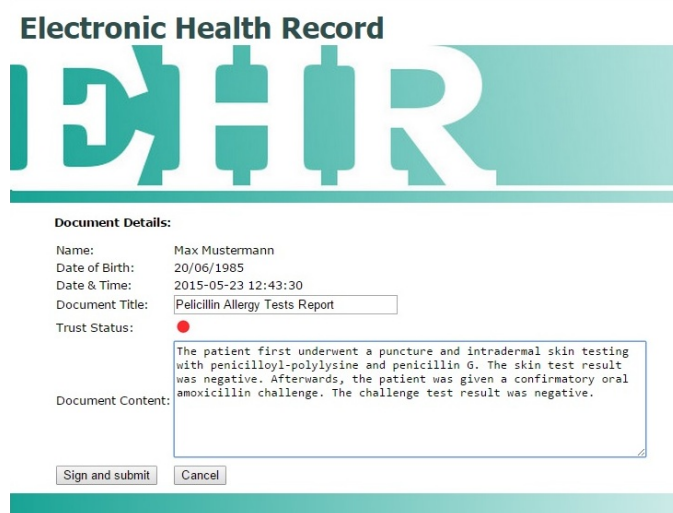 Electronic Health Record
EHR
Document Details:
Name: Max Mustermann
Date of Birth: 20/06/1985
Date & Time: 2015-05-23 12:43:30
Document Title: Pelicillin Allergy Tests Report
Trust Status:
Document Content:
The patient first underwent a puncture and intradermal skin testing
with penicilloyl-polylysine and penicillin G. The skin test result
was negative. Afterwards, the patient was given a confirmatory oral
amoxicillin challenge. The challenge test result was negative.
Sign and submit Cancel